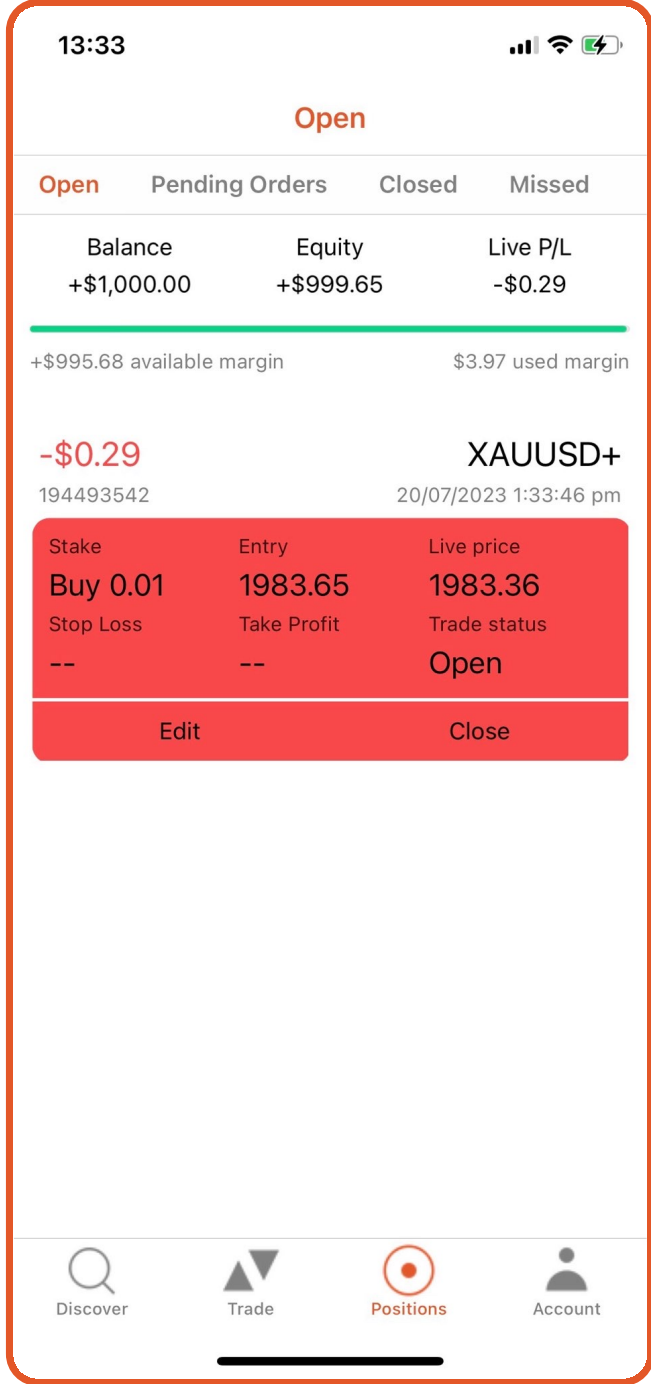 13:33
Open
Open Pending Orders Closed Missed
Balance Equity Live P/L
+$1,000.00 +$999.65 -$0.29
+$995.68 available margin $3.97 used margin
-$0.29 XAUUSD+
194493542 20/07/2023 1:33:46 pm
Stake Entry Live price
Buy 0.01 1983.65 1983.36
Stop Loss Take Profit Trade status
-- -- Open
Edit Close
Discover Trade Positions Account